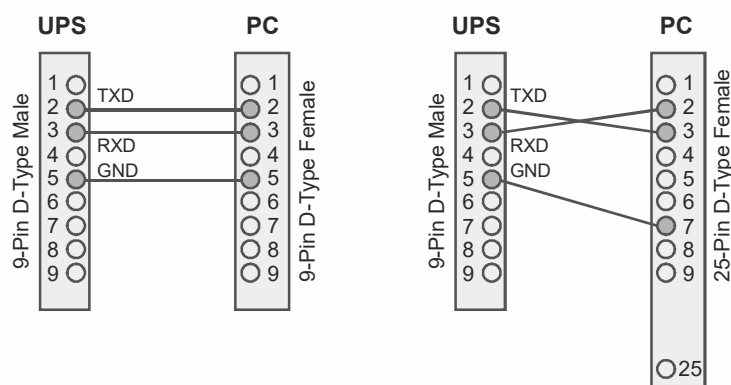 UPS PC
9-Pin D-Type Male
1 1
TXD
2 2
3 3
RXD
4 4
GND
5 5
6 6
7 7
8 8
9 9
9-Pin D-Type Female
UPS PC
9-Pin D-Type Male
1 1
TXD
2 2
3 3
RXD
4 4
GND
5 5
6 6
7 7
8 8
9 9
25
25-Pin D-Type Female